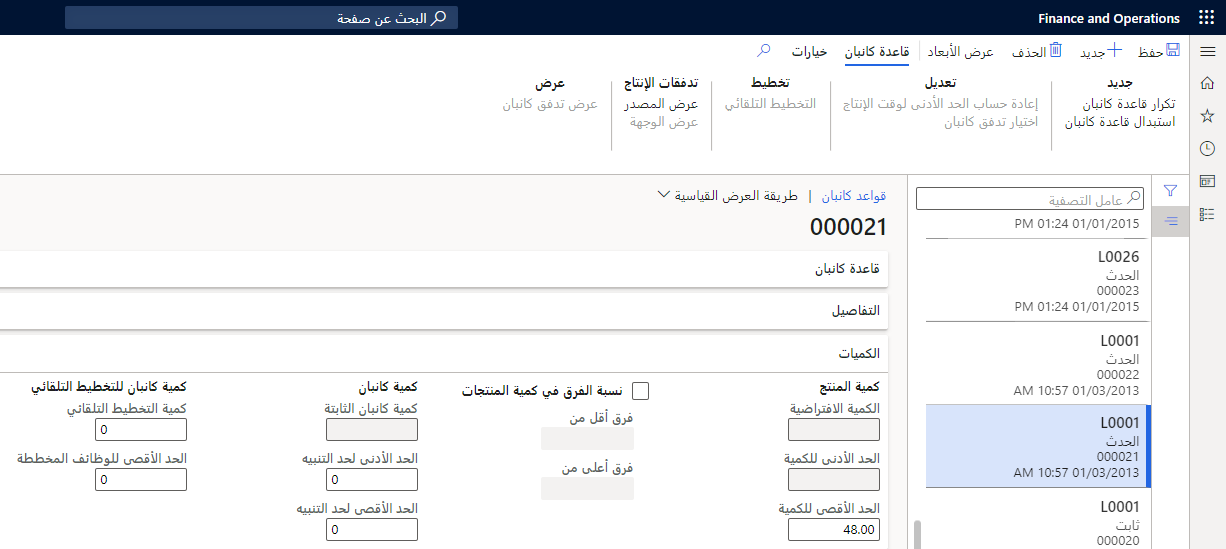 Finance and Operations
البحث عن صفحة
حفظ
جديد
الحذف
عرض الأبعاد
قاعدة كانبان
خيارات
جديد
تكرار قاعدة كانبان
استبدال قاعدة كانبان
تعديل
إعادة حساب الحد الأدنى لوقت الإنتاج
اختيار تدفق كانبان
تخطيط
التخطيط التلقائي
تدفقات الإنتاج
عرض المصدر
عرض الوجهة
عرض
عرض تدفق كانبان
عامل التصفية
01/01/2015 01:24 PM
L0026
الحدث
000023
01/01/2015 01:24 PM
L0001
الحدث
000022
01/03/2013 10:57 AM
L0001
الحدث
000021
01/03/2013 10:57 AM
L0001
ثابت
000020
قواعد كانبان | طريقة العرض القياسية
000021
قاعدة كانبان
التفاصيل
الكميات
كمية المنتج
الكمية الافتراضية
الحد الأدنى للكمية
الحد الأقصى للكمية
48.00
نسبة الفرق في كمية المنتجات
فرق أقل من
فرق أعلى من
كمية كانبان
كمية كانبان الثابتة
الحد الأدنى لحد التنبيه
0
الحد الأقصى لحد التنبيه
0
كمية كانبان للتخطيط التلقائي
كمية التخطيط التلقائي
0
الحد الأقصى للوظائف المخططة
0